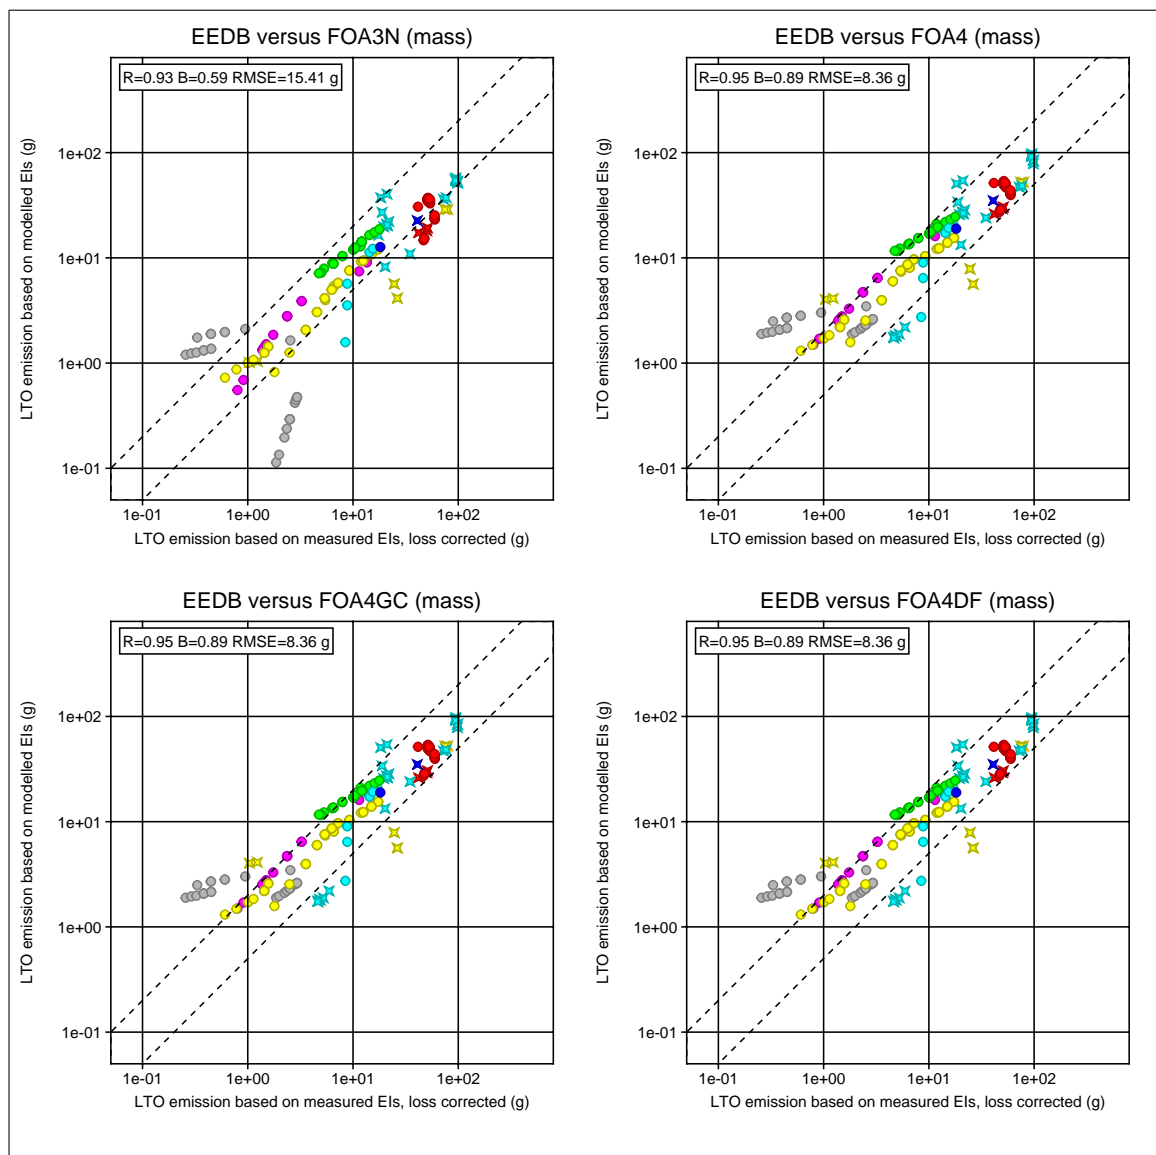 EEDB versus FOA3N (mass)
R=0.93 B=0.59 RMSE=15.41 g
LTO emission based on modelled EIs (g)
1e+02
1e+01
1e+00
1e-01
1e-01 1e+00 1e+01 1e+02
LTO emission based on measured EIs, loss corrected (g)
EEDB versus FOA4 (mass)
R=0.95 B=0.89 RMSE=8.36 g
LTO emission based on modelled EIs (g)
1e+02
1e+01
1e+00
1e-01
1e-01 1e+00 1e+01 1e+02
LTO emission based on measured EIs, loss corrected (g)
EEDB versus FOA4GC (mass)
R=0.95 B=0.89 RMSE=8.36 g
LTO emission based on modelled EIs (g)
1e+02
1e+01
1e+00
1e-01
1e-01 1e+00 1e+01 1e+02
LTO emission based on measured EIs, loss corrected (g)
EEDB versus FOA4DF (mass)
R=0.95 B=0.89 RMSE=8.36 g
LTO emission based on modelled EIs (g)
1e+02
1e+01
1e+00
1e-01
1e-01 1e+00 1e+01 1e+02
LTO emission based on measured EIs, loss corrected (g)